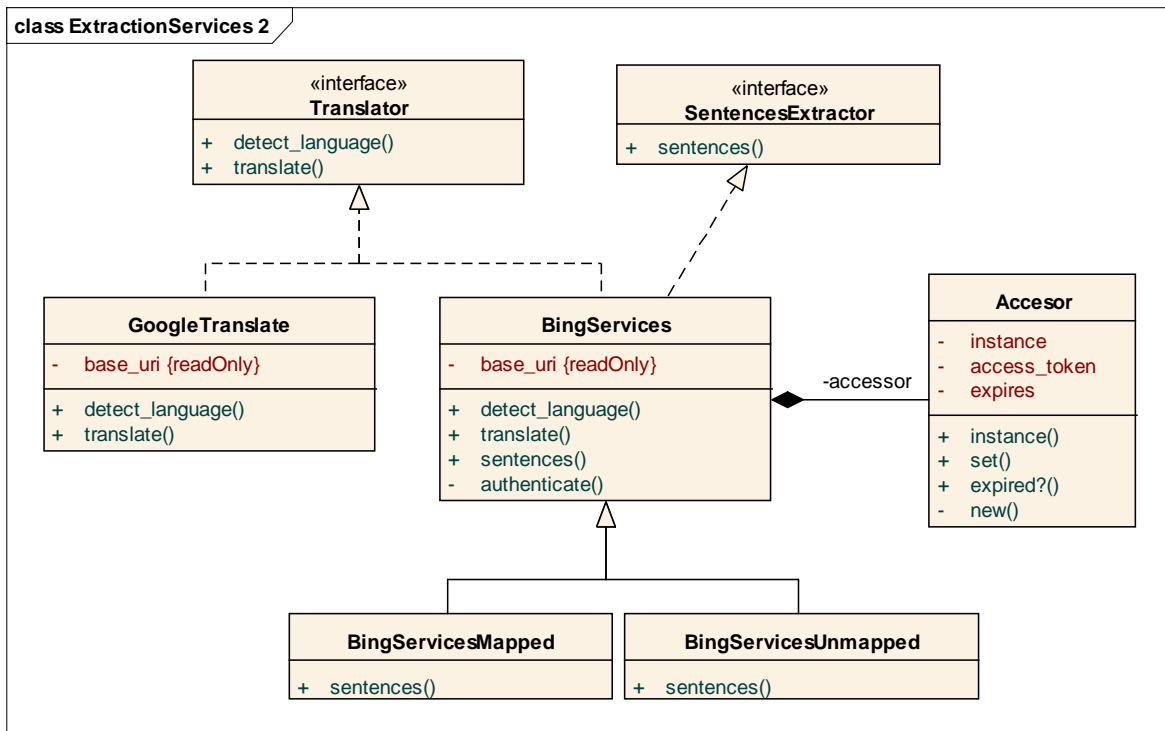 class ExtractionServices 2
«interface»
Translator
+ detect_language()
+ translate()
«interface»
SentencesExtractor
+ sentences()
GoogleTranslate
- base_uri {readOnly}
+ detect_language()
+ translate()
BingServices
- base_uri {readOnly}
+ detect_language()
+ translate()
+ sentences()
- authenticate()
-accessor
Accesor
- instance
- access_token
- expires
+ instance()
+ set()
+ expired?()
- new()
BingServicesMapped
+ sentences()
BingServicesUnmapped
+ sentences()